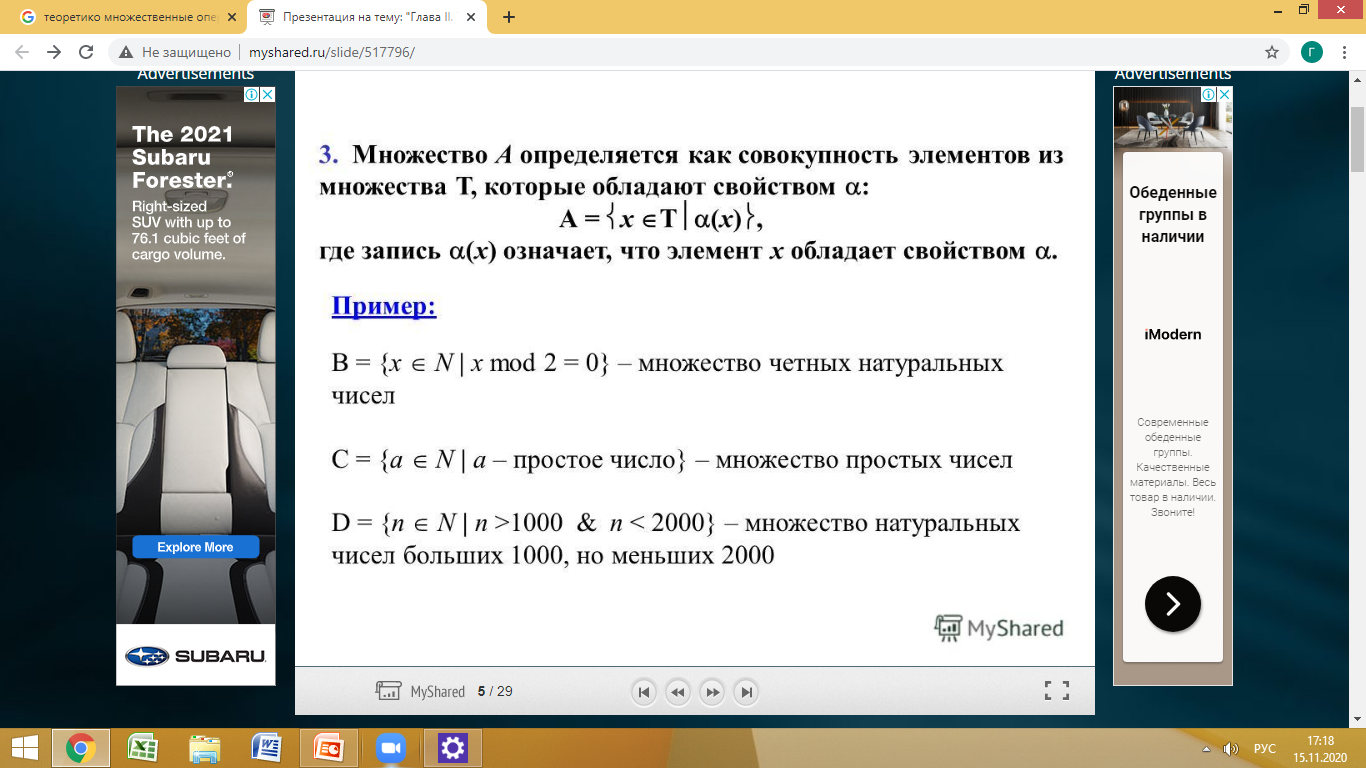 теоретико множественные опе
Презентация на тему: "Глава II.
Не защищено
myshared.ru/slide/517796/
Г
Advertisements
Advertisements
The 2021
Subaru
Forester.®
Right-sized
SUV with up to
76.1 cubic feet of
cargo volume.
Explore More
SUBARU
3. Множество A определяется как совокупность элементов из
множества T, которые обладают свойством α:
A = {x ∈ T | α(x)},
где запись α(x) означает, что элемент x обладает свойством α.
Пример:
B = {x ∈ N | x mod 2 = 0} – множество четных натуральных
чисел
C = {a ∈ N | a – простое число} – множество простых чисел
D = {n ∈ N | n >1000 & n < 2000} – множество натуральных
чисел больших 1000, но меньших 2000
MyShared
MyShared 5 / 29
Обеденные
группы в
наличии
iModern
Современные
обеденные
группы.
Качественные
материалы. Весь
товар в наличии.
Звоните!
РУС
17:18
15.11.2020